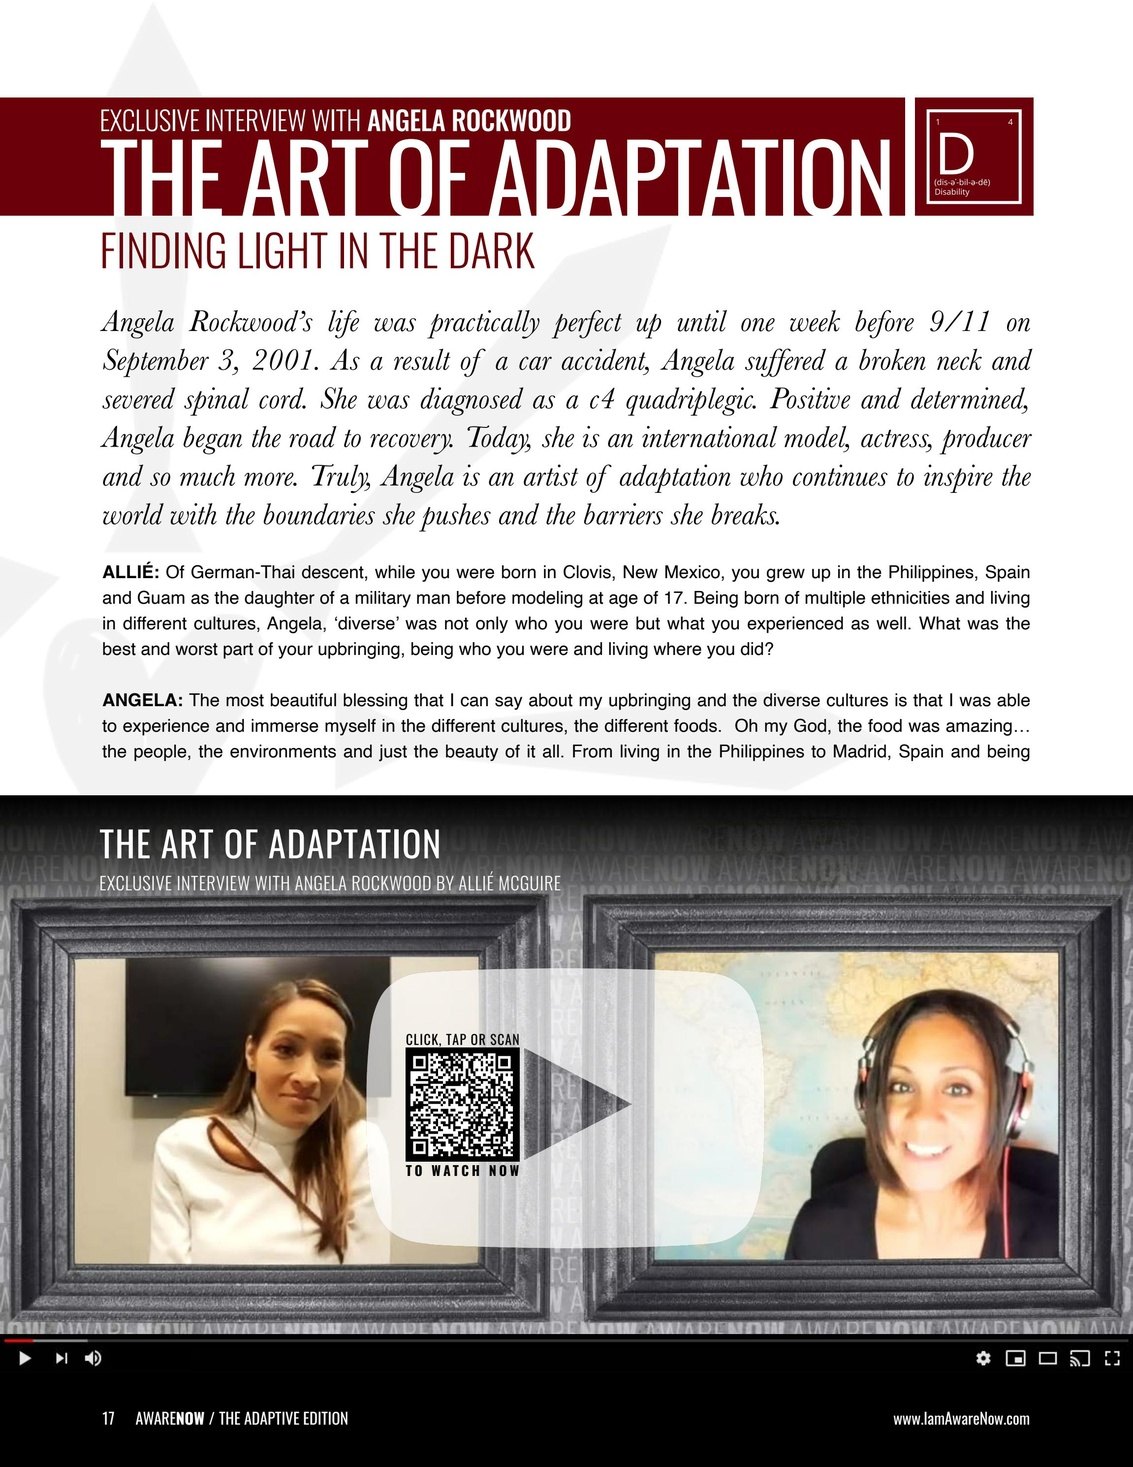 EXCLUSIVE INTERVIEW WITH ANGELA ROCKWOOD
THE ART OF ADAPTATION
1 4
D
(dis-ə'-bil-ə-dē)
Disability
FINDING LIGHT IN THE DARK
Angela Rockwood's life was practically perfect up until one week before 9/11 on
September 3, 2001. As a result of a car accident, Angela suffered a broken neck and
severed spinal cord. She was diagnosed as a c4 quadriplegic. Positive and determined,
Angela began the road to recovery. Today, she is an international model, actress, producer
and so much more. Truly, Angela is an artist of adaptation who continues to inspire the
world with the boundaries she pushes and the barriers she breaks.
ALLIÉ: Of German-Thai descent, while you were born in Clovis, New Mexico, you grew up in the Philippines, Spain
and Guam as the daughter of a military man before modeling at age of 17. Being born of multiple ethnicities and living
in different cultures, Angela, 'diverse' was not only who you were but what you experienced as well. What was the
best and worst part of your upbringing, being who you were and living where you did?
ANGELA: The most beautiful blessing that I can say about my upbringing and the diverse cultures is that I was able
to experience and immerse myself in the different cultures, the different foods.  Oh my God, the food was amazing…
the people, the environments and just the beauty of it all. From living in the Philippines to Madrid, Spain and being
THE ART OF ADAPTATION
EXCLUSIVE INTERVIEW WITH ANGELA ROCKWOOD BY ALLIÉ MCGUIRE
CLICK, TAP OR SCAN
TO WATCH NOW
17 AWARENOW / THE ADAPTIVE EDITION
www.IamAwareNow.com